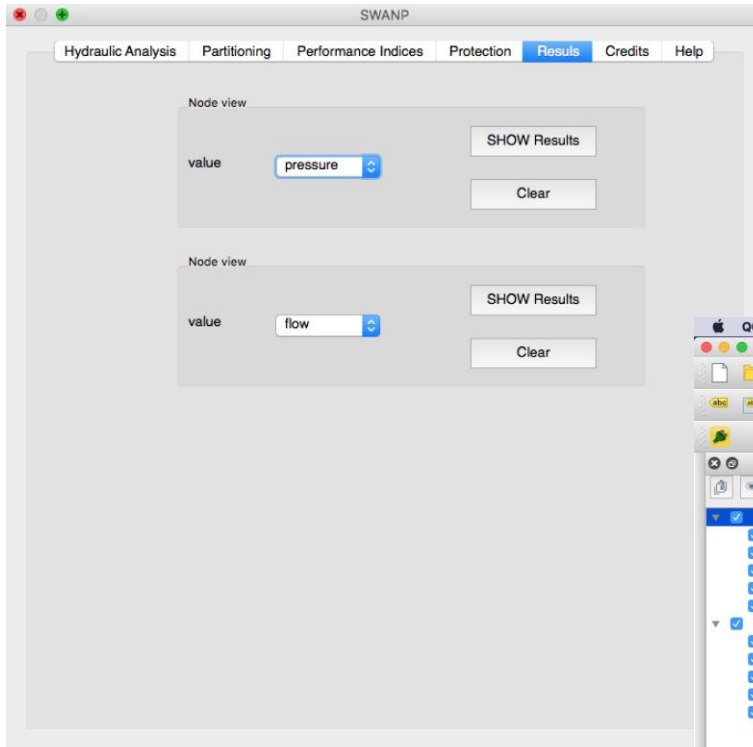 SWANP
Hydraulic Analysis Partitioning Performance Indices Protection Resuls Credits Help
Node view
value pressure SHOW Results
Clear
Node view
value flow SHOW Results
Clear
abc